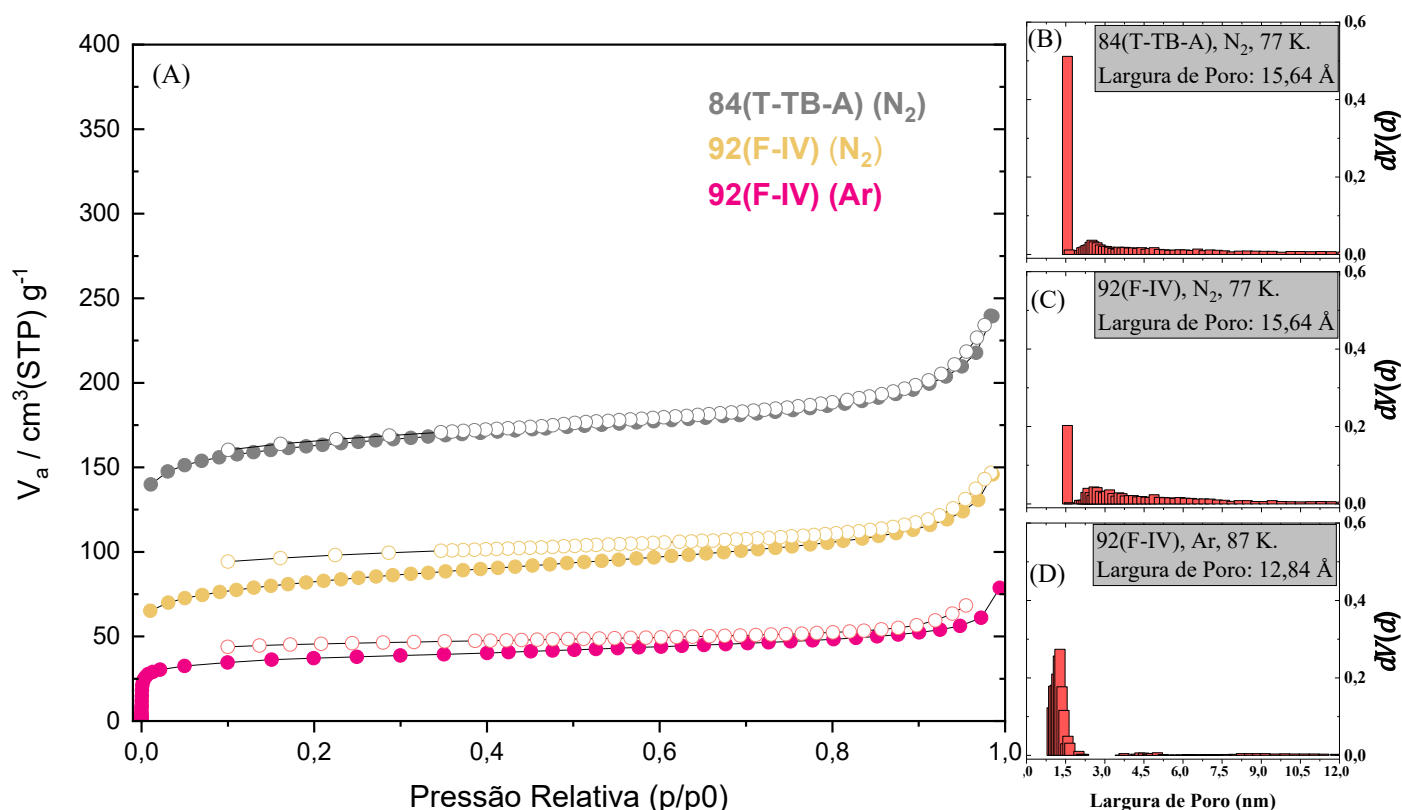 (A)
84(T-TB-A) (N₂)
92(F-IV) (N₂)
92(F-IV) (Ar)
400
350
300
250
200
150
100
50
0
Vₐ / cm³(STP) g⁻¹
0,0
0,2
0,4
0,6
0,8
1,0
Pressão Relativa (p/p0)
(B)
84(T-TB-A), N₂, 77 K.
Largura de Poro: 15,64 Å
0,6
0,4
0,2
0,0
dV(d)
(C)
92(F-IV), N₂, 77 K.
Largura de Poro: 15,64 Å
0,6
0,4
0,2
0,0
dV(d)
(D)
92(F-IV), Ar, 87 K.
Largura de Poro: 12,84 Å
0,6
0,4
0,2
0,0
dV(d)
,0
1,5
3,0
4,5
6,0
7,5
9,0
10,5
12,0
Largura de Poro (nm)